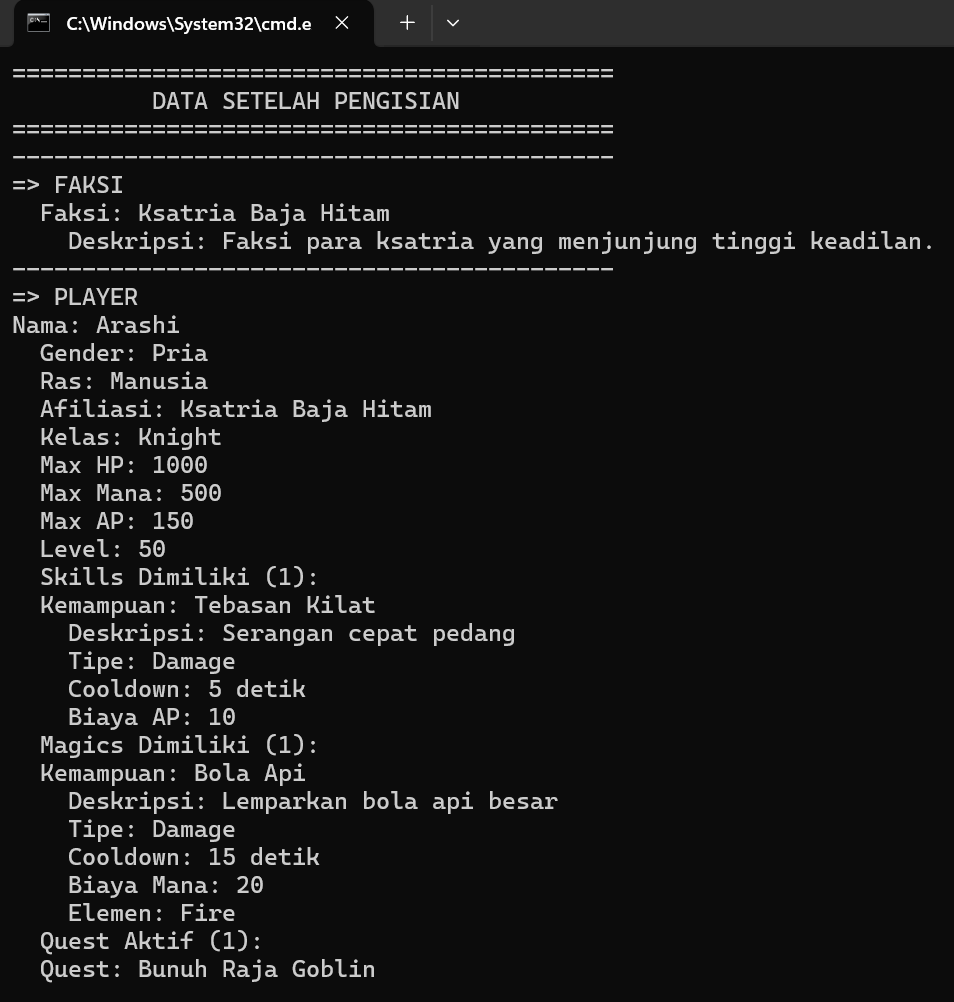 C:\Windows\System32\cmd.e
===========================================
          DATA SETELAH PENGISIAN
===========================================
-------------------------------------------
=> FAKSI
  Faksi: Ksatria Baja Hitam
    Deskripsi: Faksi para ksatria yang menjunjung tinggi keadilan.
-------------------------------------------
=> PLAYER
Nama: Arashi
  Gender: Pria
  Ras: Manusia
  Afiliasi: Ksatria Baja Hitam
  Kelas: Knight
  Max HP: 1000
  Max Mana: 500
  Max AP: 150
  Level: 50
  Skills Dimiliki (1):
  Kemampuan: Tebasan Kilat
    Deskripsi: Serangan cepat pedang
    Tipe: Damage
    Cooldown: 5 detik
    Biaya AP: 10
  Magics Dimiliki (1):
  Kemampuan: Bola Api
    Deskripsi: Lemparkan bola api besar
    Tipe: Damage
    Cooldown: 15 detik
    Biaya Mana: 20
    Elemen: Fire
  Quest Aktif (1):
  Quest: Bunuh Raja Goblin